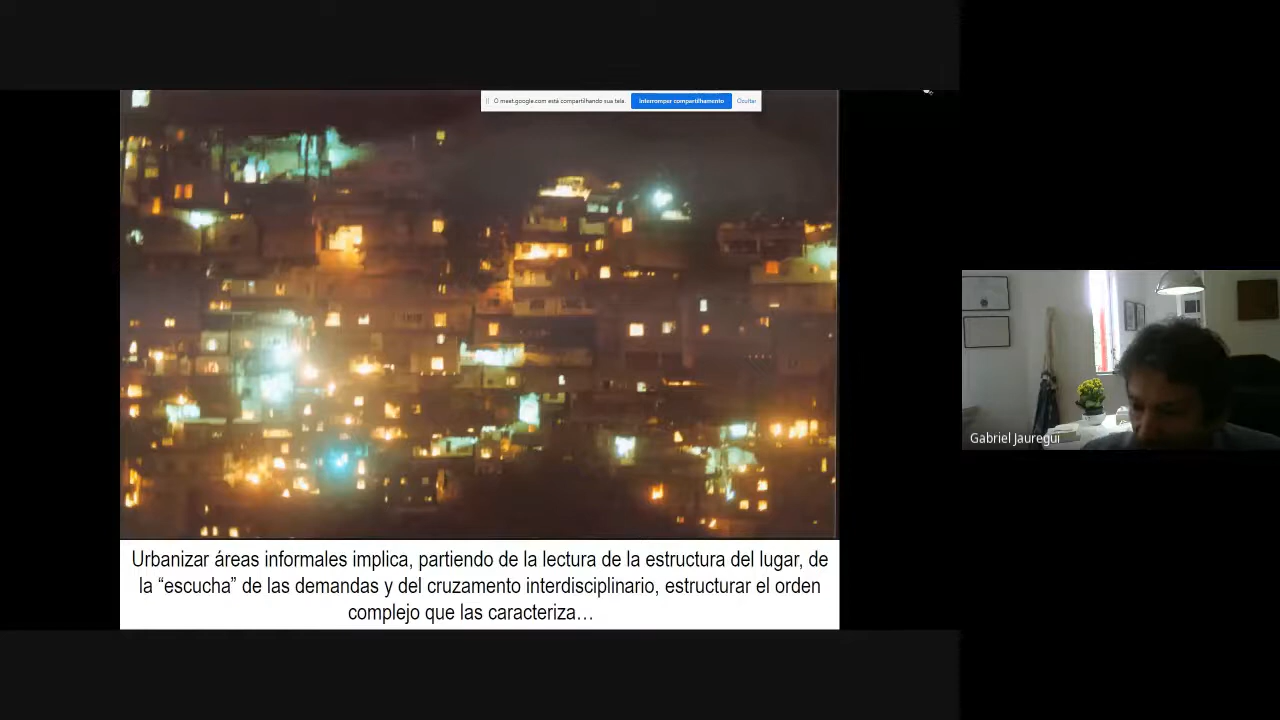 O meet.google.com está compartilhando sua tela.
Interromper compartilhamento
Ocultar
Gabriel Jauregui
Urbanizar áreas informales implica, partiendo de la lectura de la estructura del lugar, de
la “escucha” de las demandas y del cruzamento interdisciplinario, estructurar el orden
complejo que las caracteriza…